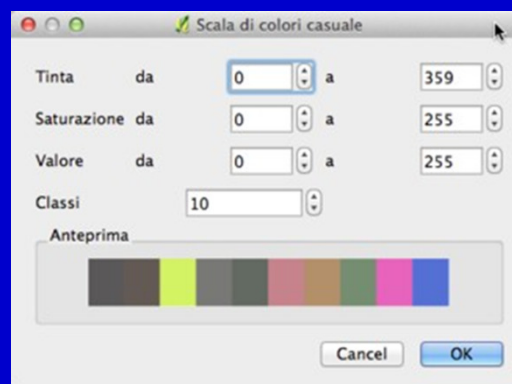 Scala di colori casuale
Tinta da 0 a 359
Saturazione da 0 a 255
Valore da 0 a 255
Classi 10
Anteprima
Cancel OK